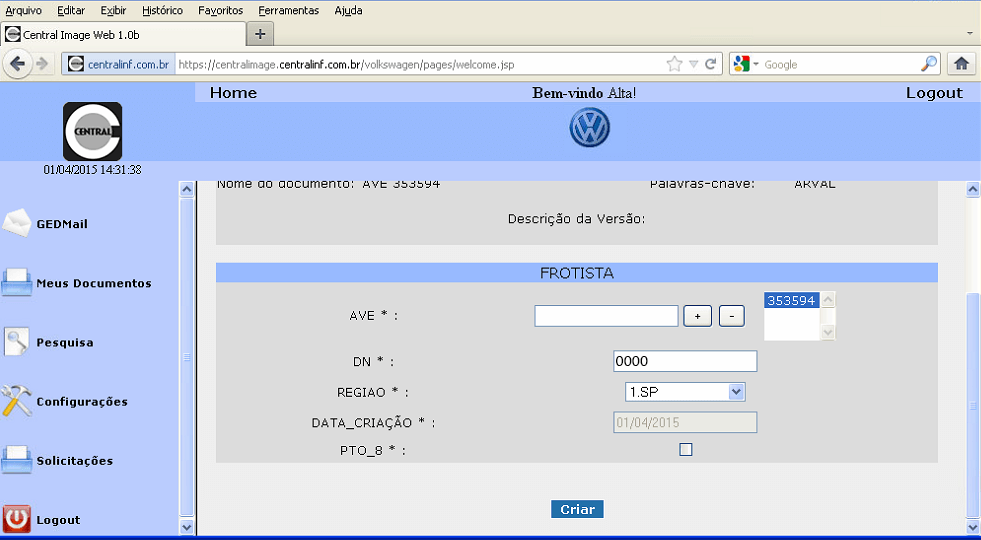 Arquivo Editar Exibir Histórico Favoritos Ferramentas Ajuda
Central Image Web 1.0b +
centralinf.com.br https://centralimage.centralinf.com.br/volkswagen/pages/welcome.jsp Google
Home Bem-vindo Alta! Logout
CENTRAL
01/04/2015 14:31:38
Nome do documento: AVE 353594 Palavras-chave: ARVAL
Descrição da Versão:
GEDMail
Meus Documentos
Pesquisa
Configurações
Solicitações
Logout
FROTISTA
AVE * : + - 353594
DN * : 0000
REGIAO * : 1.SP
DATA_CRIAÇÃO * : 01/04/2015
PTO_8 * :
Criar